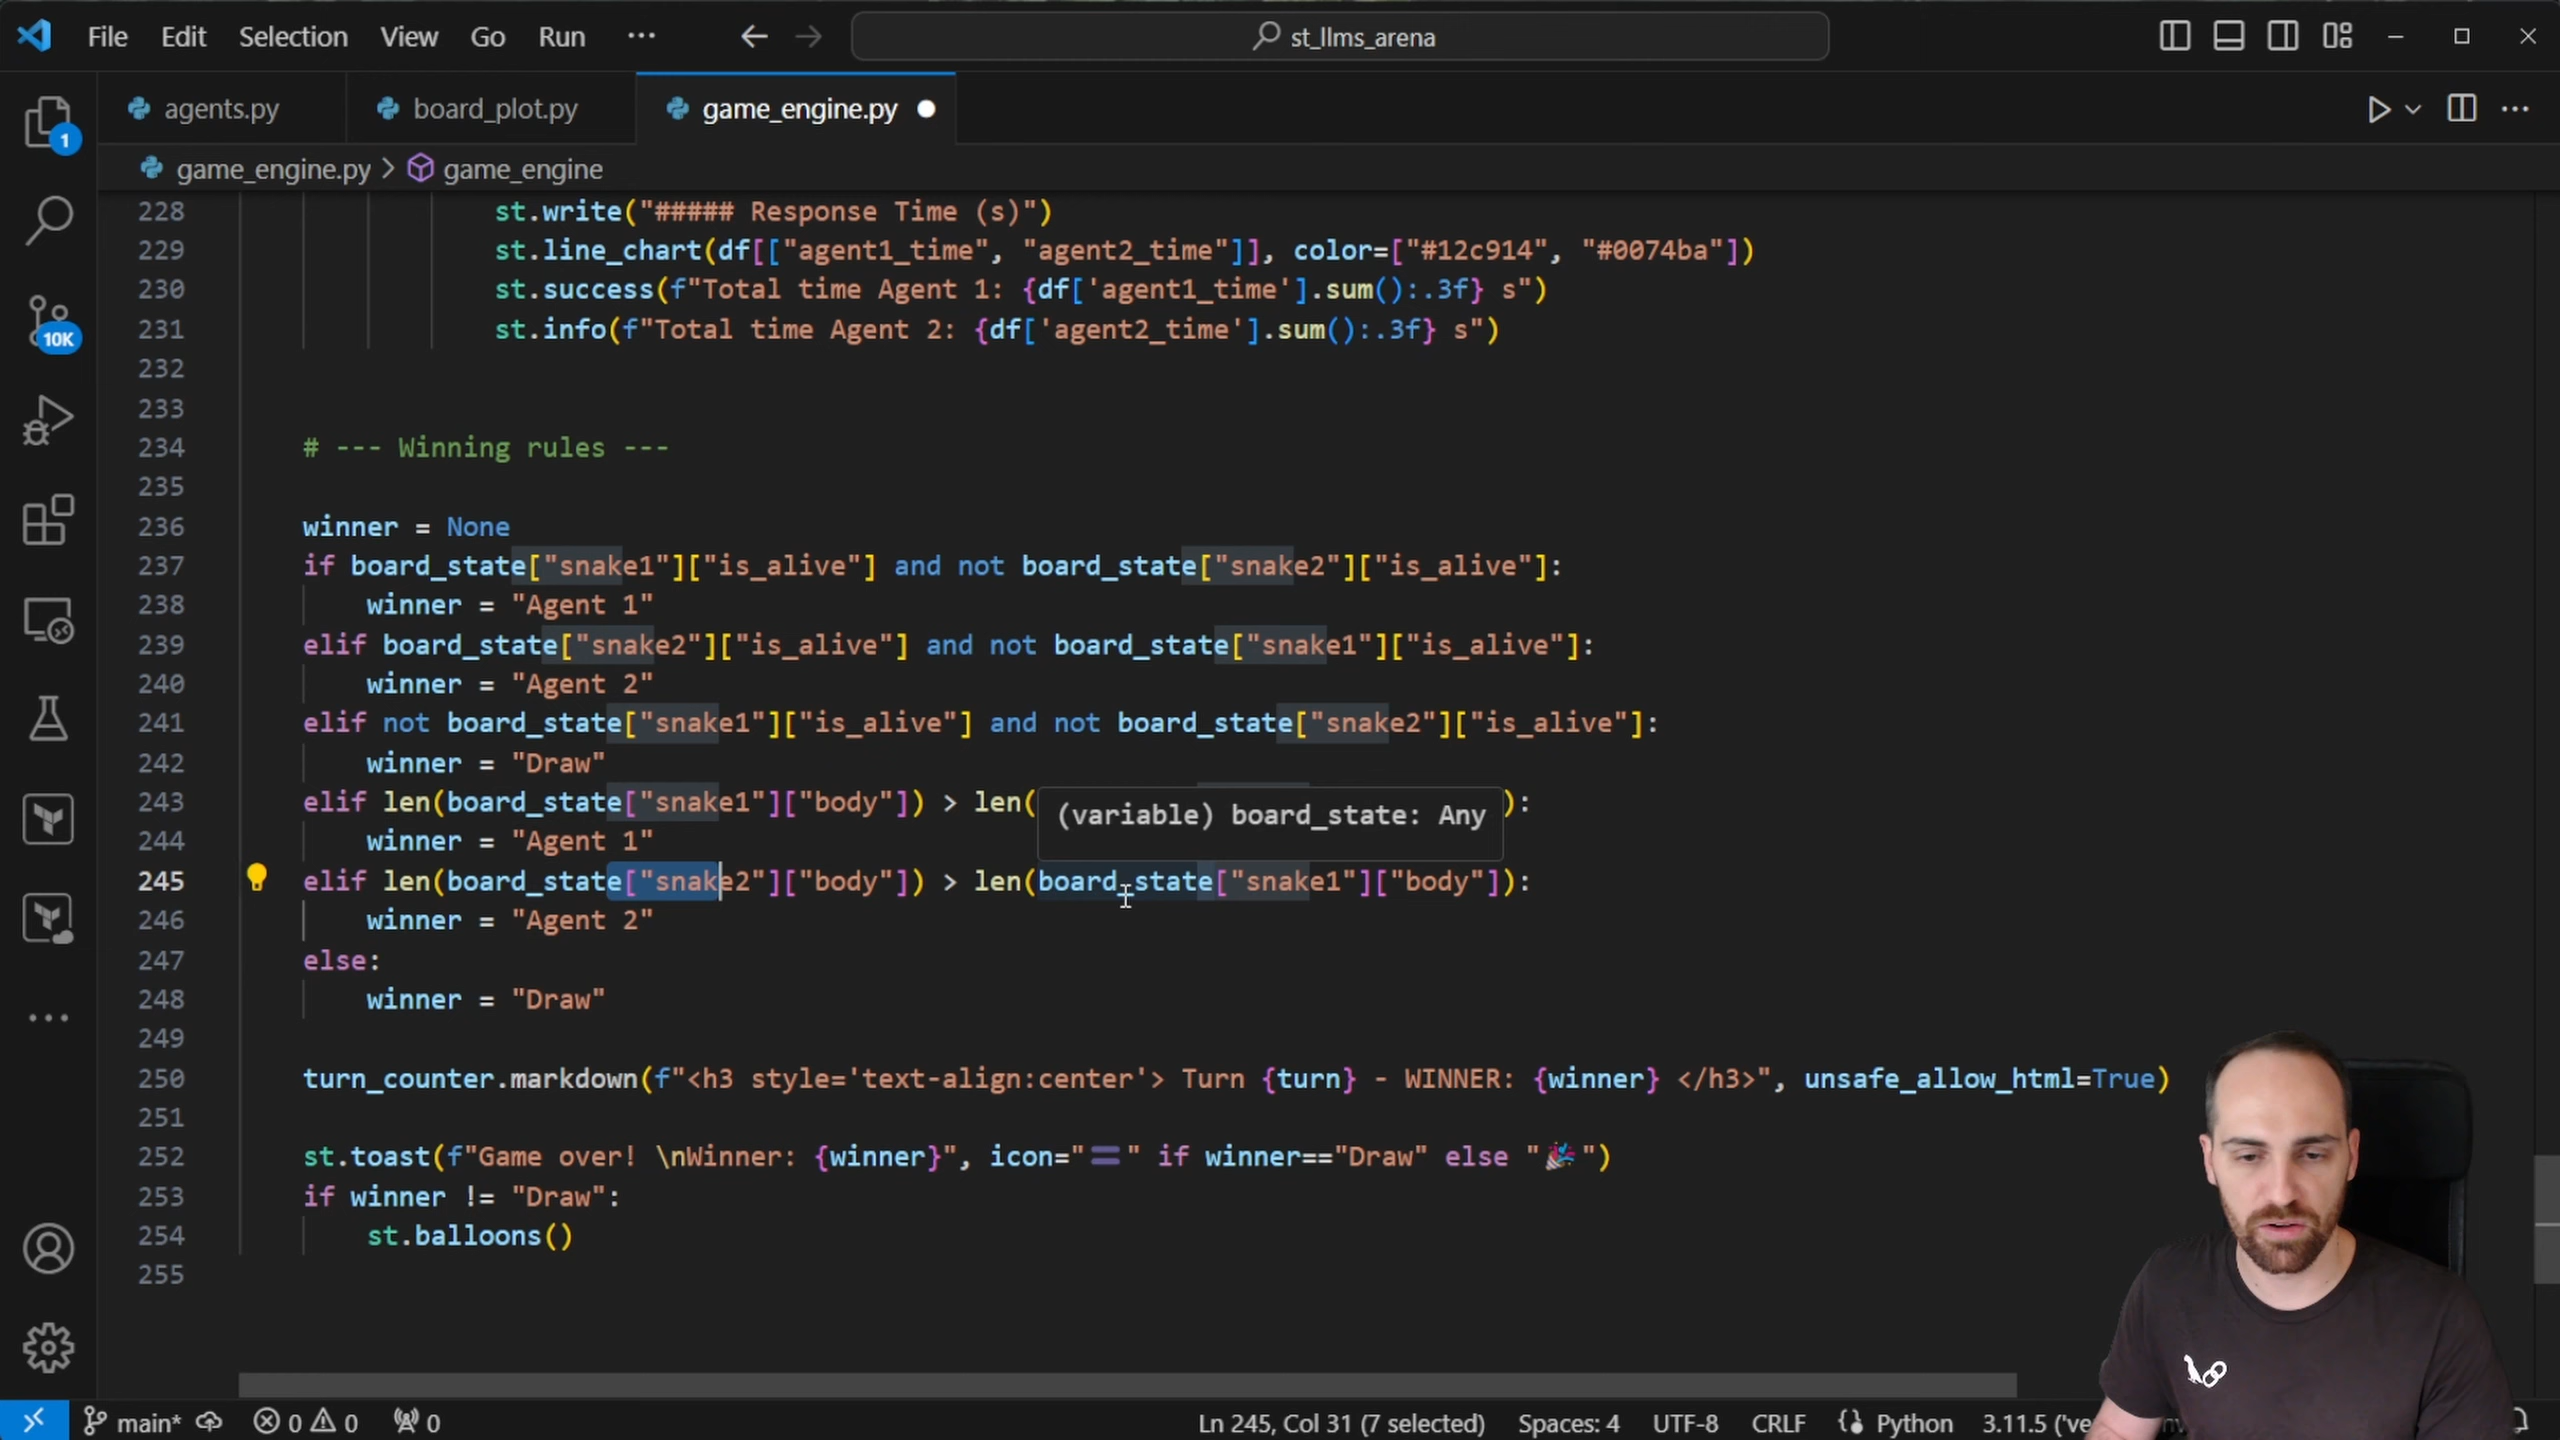 File Edit Selection View Go Run ··· st_llms_arena
agents.py board_plot.py game_engine.py
game_engine.py > game_engine
1
10K
228 st.write("##### Response Time (s)")
229 st.line_chart(df[["agent1_time", "agent2_time"]], color=["#12c914", "#0074ba"])
230 st.success(f"Total time Agent 1: {df['agent1_time'].sum():.3f} s")
231 st.info(f"Total time Agent 2: {df['agent2_time'].sum():.3f} s")
232
233
234 # --- Winning rules ---
235
236 winner = None
237 if board_state["snake1"]["is_alive"] and not board_state["snake2"]["is_alive"]:
238 winner = "Agent 1"
239 elif board_state["snake2"]["is_alive"] and not board_state["snake1"]["is_alive"]:
240 winner = "Agent 2"
241 elif not board_state["snake1"]["is_alive"] and not board_state["snake2"]["is_alive"]:
242 winner = "Draw"
243 elif len(board_state["snake1"]["body"]) > len( ):
(variable) board_state: Any
244 winner = "Agent 1"
245 elif len(board_state["snake2"]["body"]) > len(board_state["snake1"]["body"]):
246 winner = "Agent 2"
247 else:
248 winner = "Draw"
249
250 turn_counter.markdown(f"<h3 style='text-align:center'> Turn {turn} - WINNER: {winner} </h3>", unsafe_allow_html=True)
251
252 st.toast(f"Game over! \nWinner: {winner}", icon="🟰" if winner=="Draw" else "🎉")
253 if winner != "Draw":
254 st.balloons()
255
main* 0 0 0 Ln 245, Col 31 (7 selected) Spaces: 4 UTF-8 CRLF Python 3.11.5